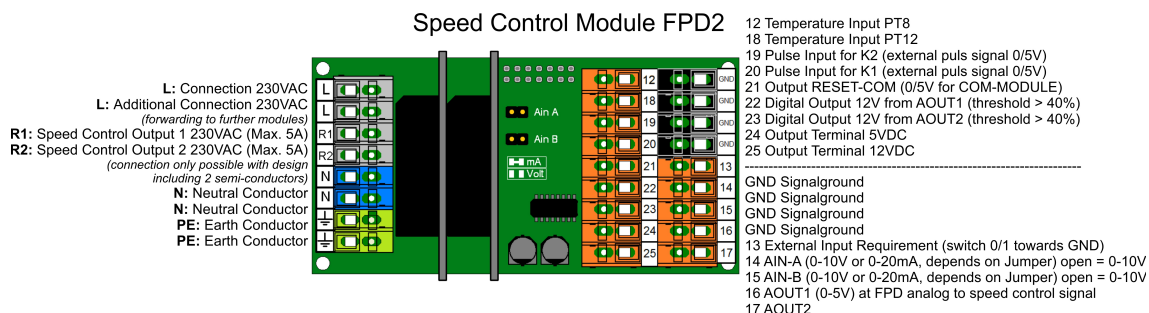 Speed Control Module FPD2
L: Connection 230VAC
L: Additional Connection 230VAC
(forwarding to further modules)
R1: Speed Control Output 1 230VAC (Max. 5A)
R2: Speed Control Output 2 230VAC (Max. 5A)
(connection only possible with design
including 2 semi-conductors)
N: Neutral Conductor
N: Neutral Conductor
PE: Earth Conductor
PE: Earth Conductor
L
L
R1
R2
N
N
Ain A
Ain B
mA
Volt
12 GND
18 GND
19 GND
20 GND
21 13
22 14
23 15
24 16
25 17
12 Temperature Input PT8
18 Temperature Input PT12
19 Pulse Input for K2 (external puls signal 0/5V)
20 Pulse Input for K1 (external puls signal 0/5V)
21 Output RESET-COM (0/5V for COM-MODULE)
22 Digital Output 12V from AOUT1 (threshold > 40%)
23 Digital Output 12V from AOUT2 (threshold > 40%)
24 Output Terminal 5VDC
25 Output Terminal 12VDC
GND Signalground
GND Signalground
GND Signalground
GND Signalground
13 External Input Requirement (switch 0/1 towards GND)
14 AIN-A (0-10V or 0-20mA, depends on Jumper) open = 0-10V
15 AIN-B (0-10V or 0-20mA, depends on Jumper) open = 0-10V
16 AOUT1 (0-5V) at FPD analog to speed control signal
17 AOUT2